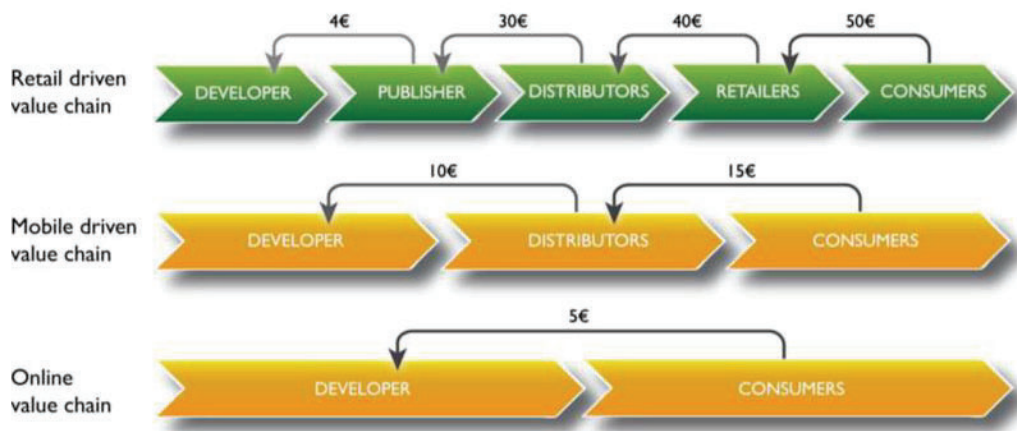 4€ 30€ 40€ 50€
Retail driven
value chain
DEVELOPER PUBLISHER DISTRIBUTORS RETAILERS CONSUMERS
10€ 15€
Mobile driven
value chain
DEVELOPER DISTRIBUTORS CONSUMERS
5€
Online
value chain
DEVELOPER CONSUMERS